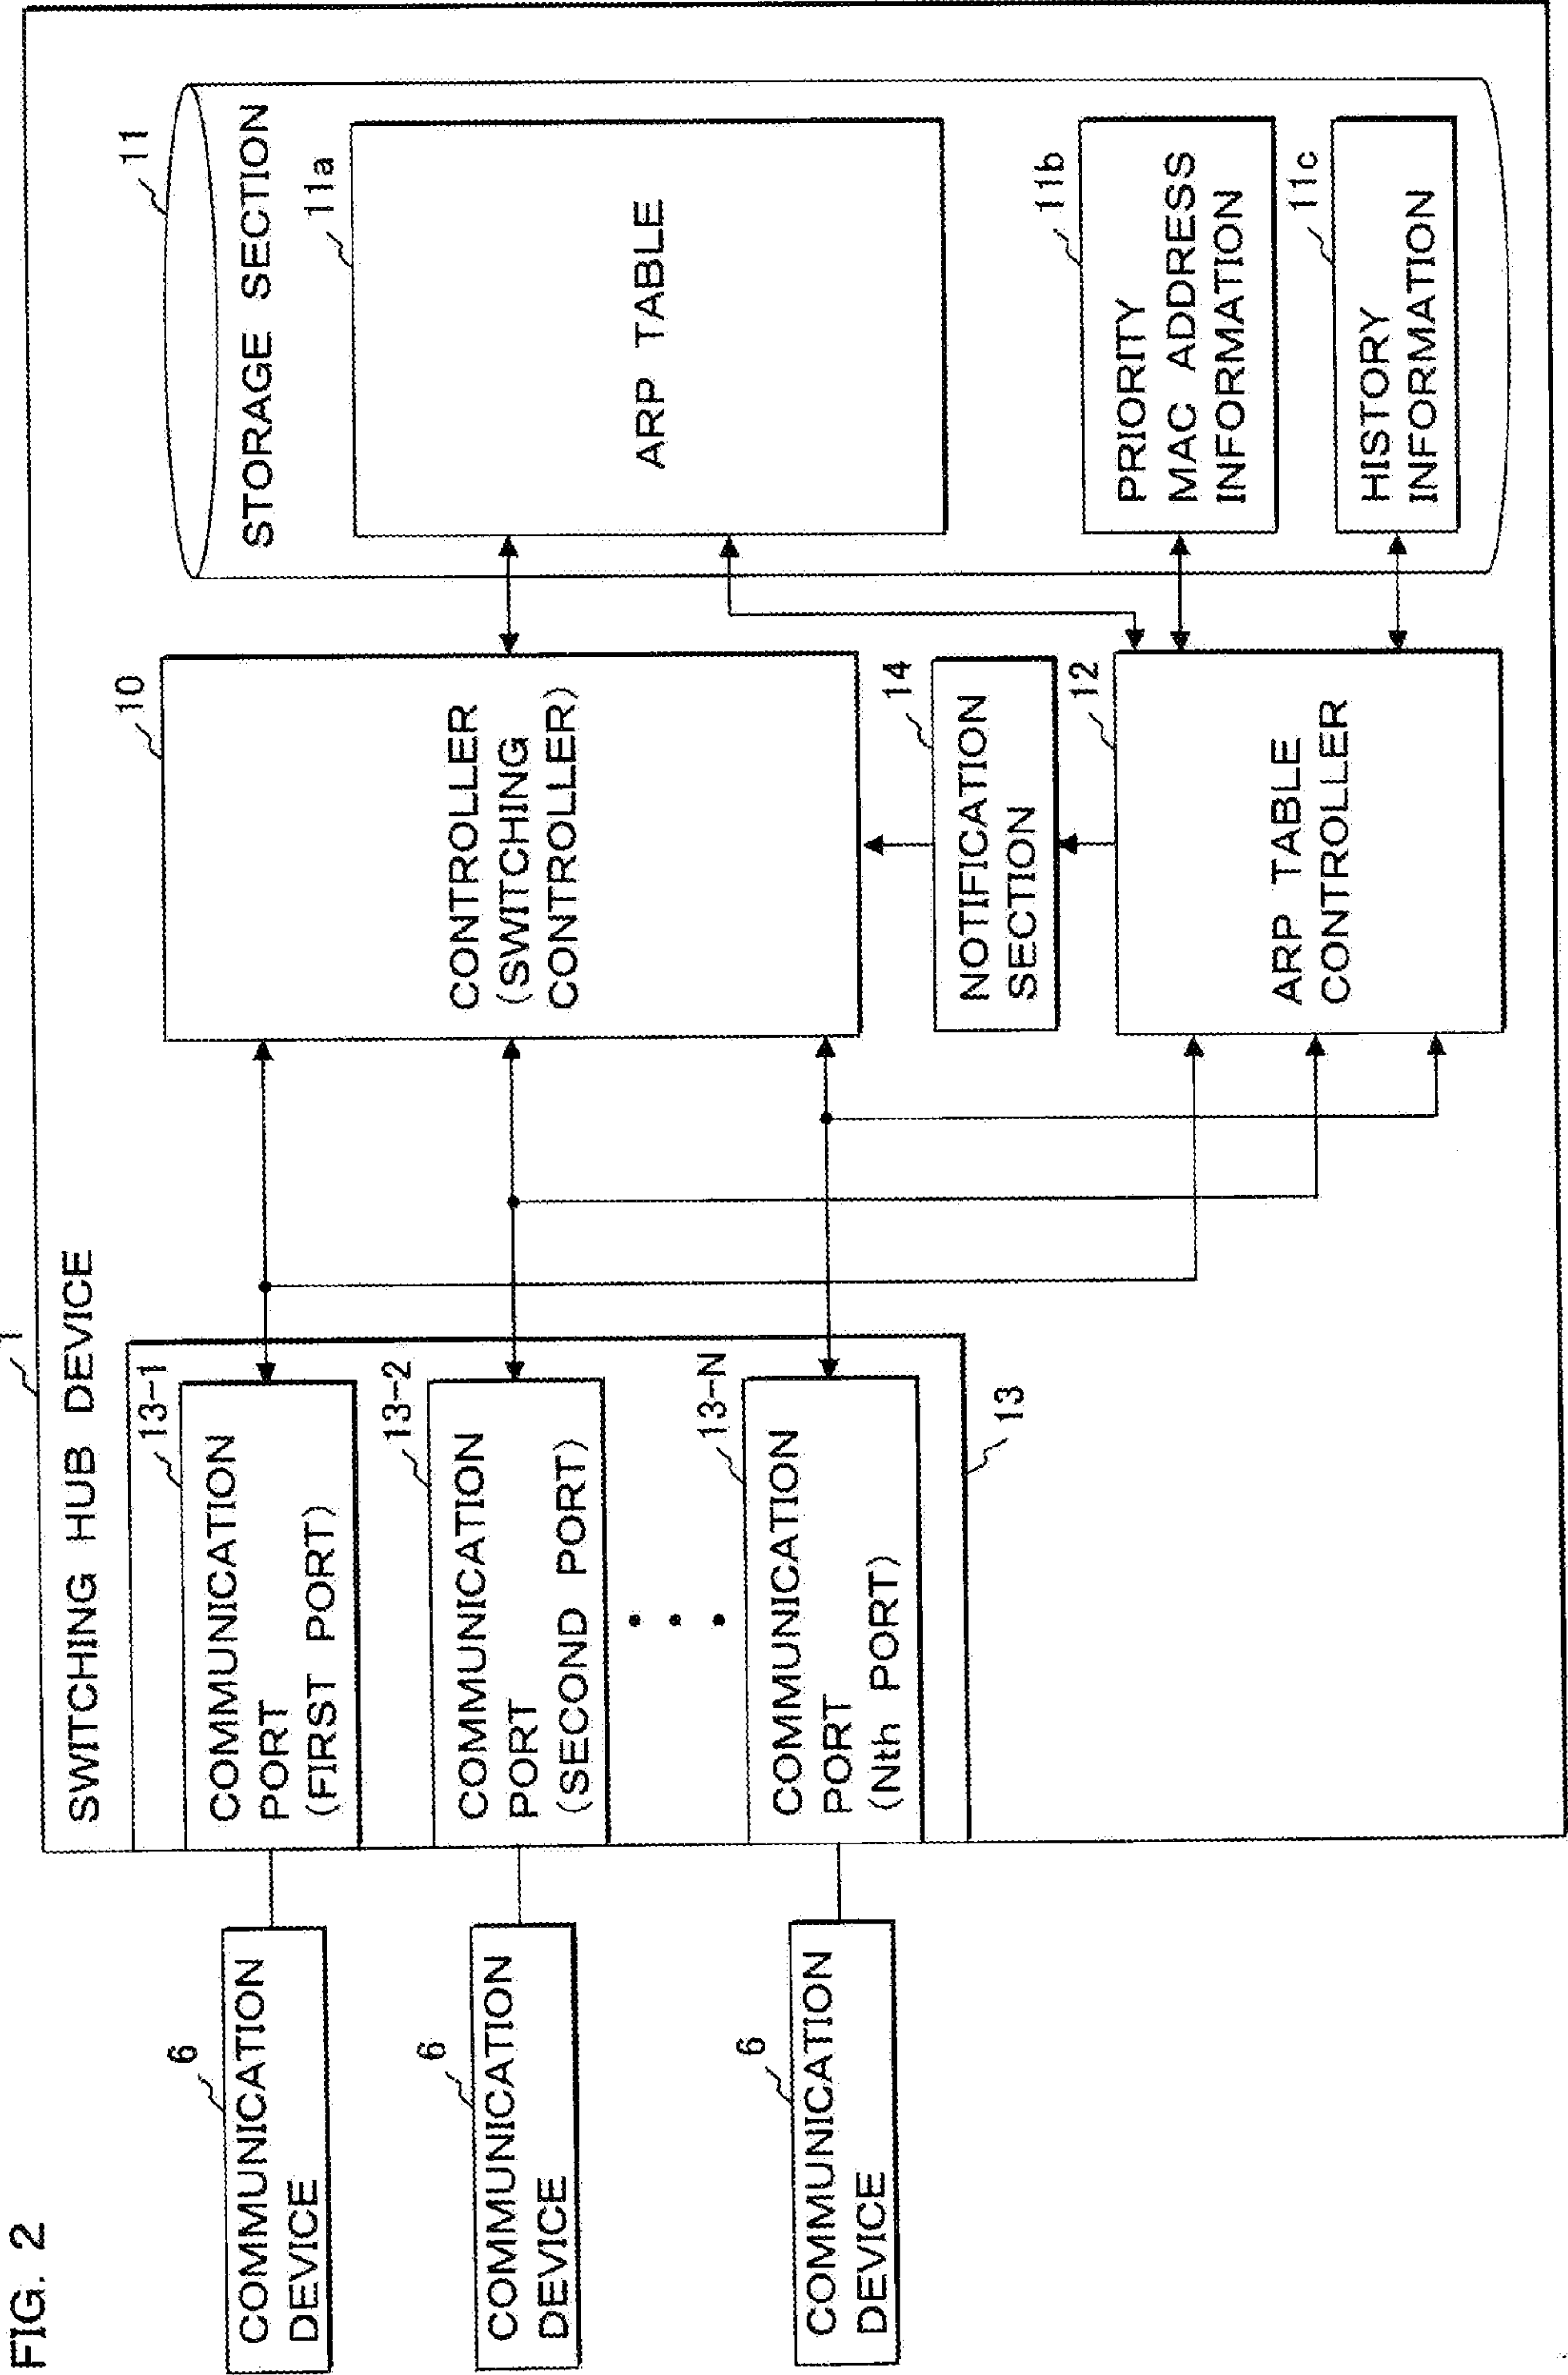 FIG. 2
1
SWITCHING HUB DEVICE
6
COMMUNICATION
DEVICE
6
COMMUNICATION
DEVICE
6
COMMUNICATION
DEVICE
13-1
COMMUNICATION
PORT
(FIRST PORT)
13-2
COMMUNICATION
PORT
(SECOND PORT)
13-N
COMMUNICATION
PORT
(Nth PORT)
13
10
CONTROLLER
(SWITCHING
CONTROLLER)
14
NOTIFICATION
SECTION
12
ARP TABLE
CONTROLLER
11
STORAGE SECTION
11a
ARP TABLE
11b
PRIORITY
MAC ADDRESS
INFORMATION
11c
HISTORY
INFORMATION